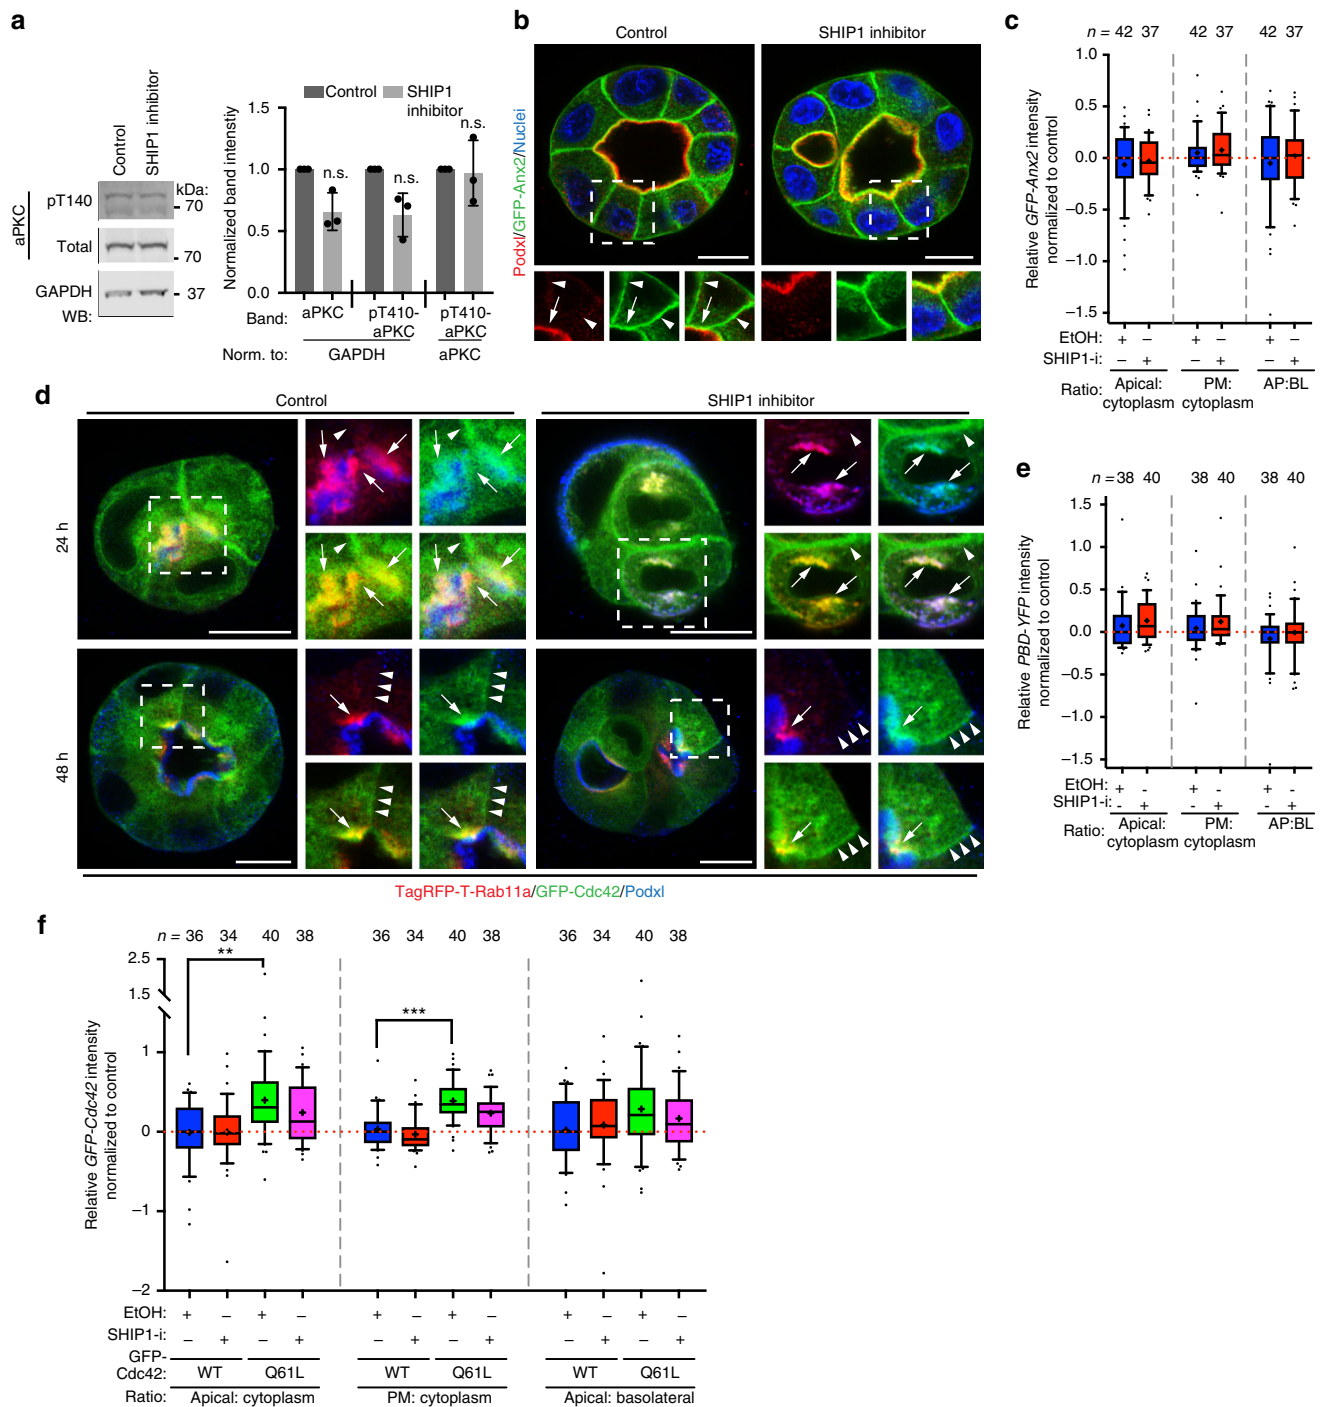 a
Control
SHIP1 inhibitor
kDa:
aPKC
pT140
70
Total
70
GAPDH
37
WB:
Control
SHIP1 inhibitor
Normalized band intenstiy
1.5
1.0
0.5
0.0
n.s.
n.s.
n.s.
Band:
aPKC
pT410-aPKC
pT410-aPKC
Norm. to:
GAPDH
aPKC
b
Control
SHIP1 inhibitor
Podxl/GFP-Anx2/Nuclei
c
n = 42 37 42 37 42 37
Relative GFP-Anx2 intensity
normalized to control
1.0
0.5
0.0
−0.5
−1.0
−1.5
EtOH: + − + − + −
SHIP1-i: − + − + − +
Ratio: Apical: cytoplasm PM: cytoplasm AP:BL
d
Control
SHIP1 inhibitor
24 h
48 h
TagRFP-T-Rab11a/GFP-Cdc42/Podxl
e
n = 38 40 38 40 38 40
Relative PBD-YFP intensity
normalized to control
1.5
1.0
0.5
0.0
−0.5
−1.0
−1.5
EtOH: + - + - + -
SHIP1-i: - + - + - +
Ratio: Apical: cytoplasm PM: cytoplasm AP:BL
f
n = 36 34 40 38 36 34 40 38 36 34 40 38
Relative GFP-Cdc42 intensity
normalized to control
2.5
1.5
1
0
−1
−2
**
***
EtOH: + − + − + − + − + − + −
SHIP1-i: − + − + − + − + − + − +
GFP-Cdc42: WT Q61L WT Q61L WT Q61L
Ratio: Apical: cytoplasm PM: cytoplasm Apical: basolateral